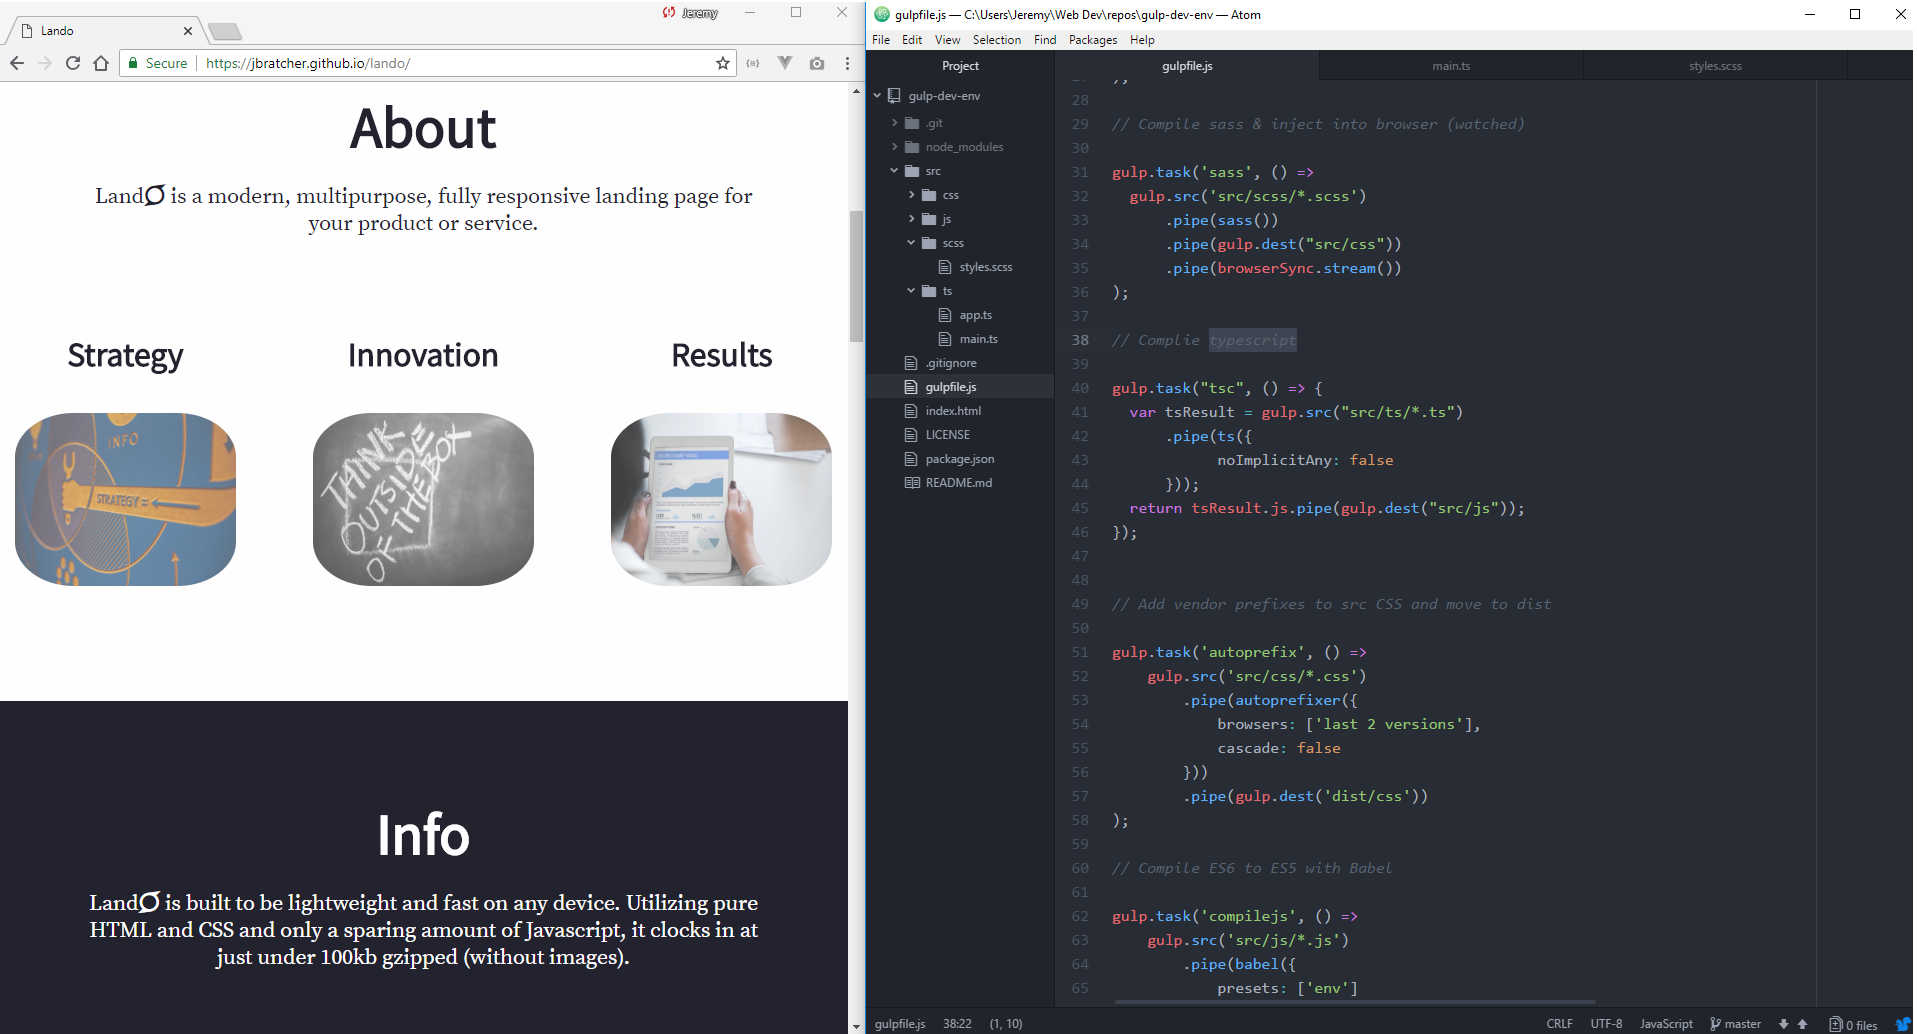 Jeremy
Lando
Secure
https://jbratcher.github.io/lando/
About
Land is a modern, multipurpose, fully responsive landing page for
your product or service.
Strategy
Innovation
Results
INFO
STRATEGY =
THINK
OUTSIDE
OF THE BOX
Info
Land is built to be lightweight and fast on any device. Utilizing pure
HTML and CSS and only a sparing amount of Javascript, it clocks in at
just under 100kb gzipped (without images).
gulpfile.js — C:\Users\Jeremy\Web Dev\repos\gulp-dev-env — Atom
File Edit View Selection Find Packages Help
Project
gulp-dev-env
.git
node_modules
src
css
js
scss
styles.scss
ts
app.ts
main.ts
.gitignore
gulpfile.js
index.html
LICENSE
package.json
README.md
gulpfile.js main.ts styles.scss
27 );
28
29 // Compile sass & inject into browser (watched)
30
31 gulp.task('sass', () =>
32 gulp.src('src/scss/*.scss')
33 .pipe(sass())
34 .pipe(gulp.dest("src/css"))
35 .pipe(browserSync.stream())
36 );
37
38 // Complie typescript
39
40 gulp.task("tsc", () => {
41 var tsResult = gulp.src("src/ts/*.ts")
42 .pipe(ts({
43 noImplicitAny: false
44 }));
45 return tsResult.js.pipe(gulp.dest("src/js"));
46 });
47
48
49 // Add vendor prefixes to src CSS and move to dist
50
51 gulp.task('autoprefix', () =>
52 gulp.src('src/css/*.css')
53 .pipe(autoprefixer({
54 browsers: ['last 2 versions'],
55 cascade: false
56 }))
57 .pipe(gulp.dest('dist/css'))
58 );
59
60 // Compile ES6 to ES5 with Babel
61
62 gulp.task('compilejs', () =>
63 gulp.src('src/js/*.js')
64 .pipe(babel({
65 presets: ['env']
gulpfile.js 38:22 (1, 10) CRLF UTF-8 JavaScript master 0 files